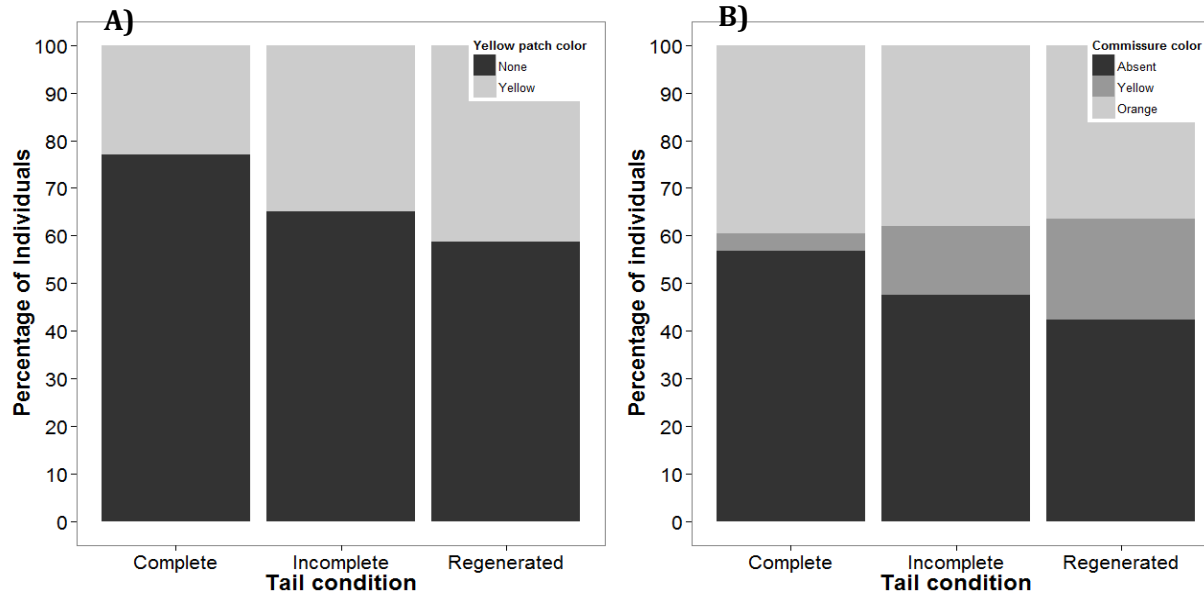 A)
Yellow patch color
None
Yellow
100
90
80
70
60
50
40
30
20
10
0
Percentage of Individuals
Complete Incomplete Regenerated
Tail condition
B)
Commissure color
Absent
Yellow
Orange
100
90
80
70
60
50
40
30
20
10
0
Percentage of individuals
Complete Incomplete Regenerated
Tail condition